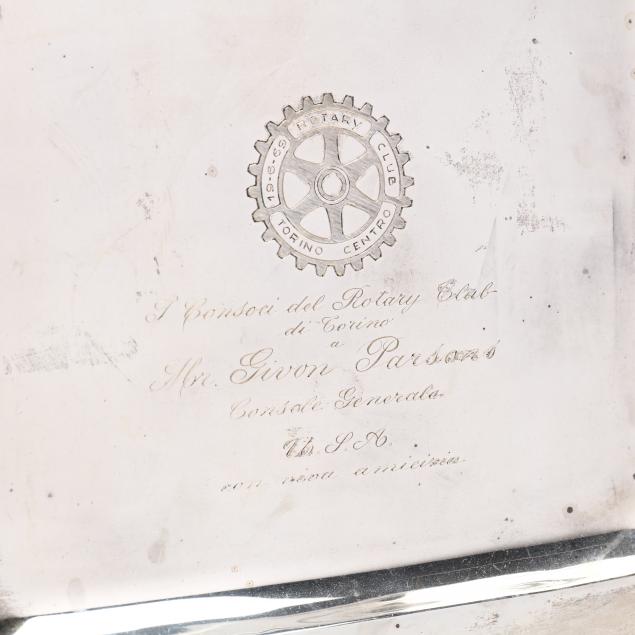 ROTARY
CLUB
19-6-69
TORINO CENTRO
I Consoci del Rotary Club
di Torino
a
Mr. Givon Parsons
Console Generale
U.S.A.
con viva amicizia